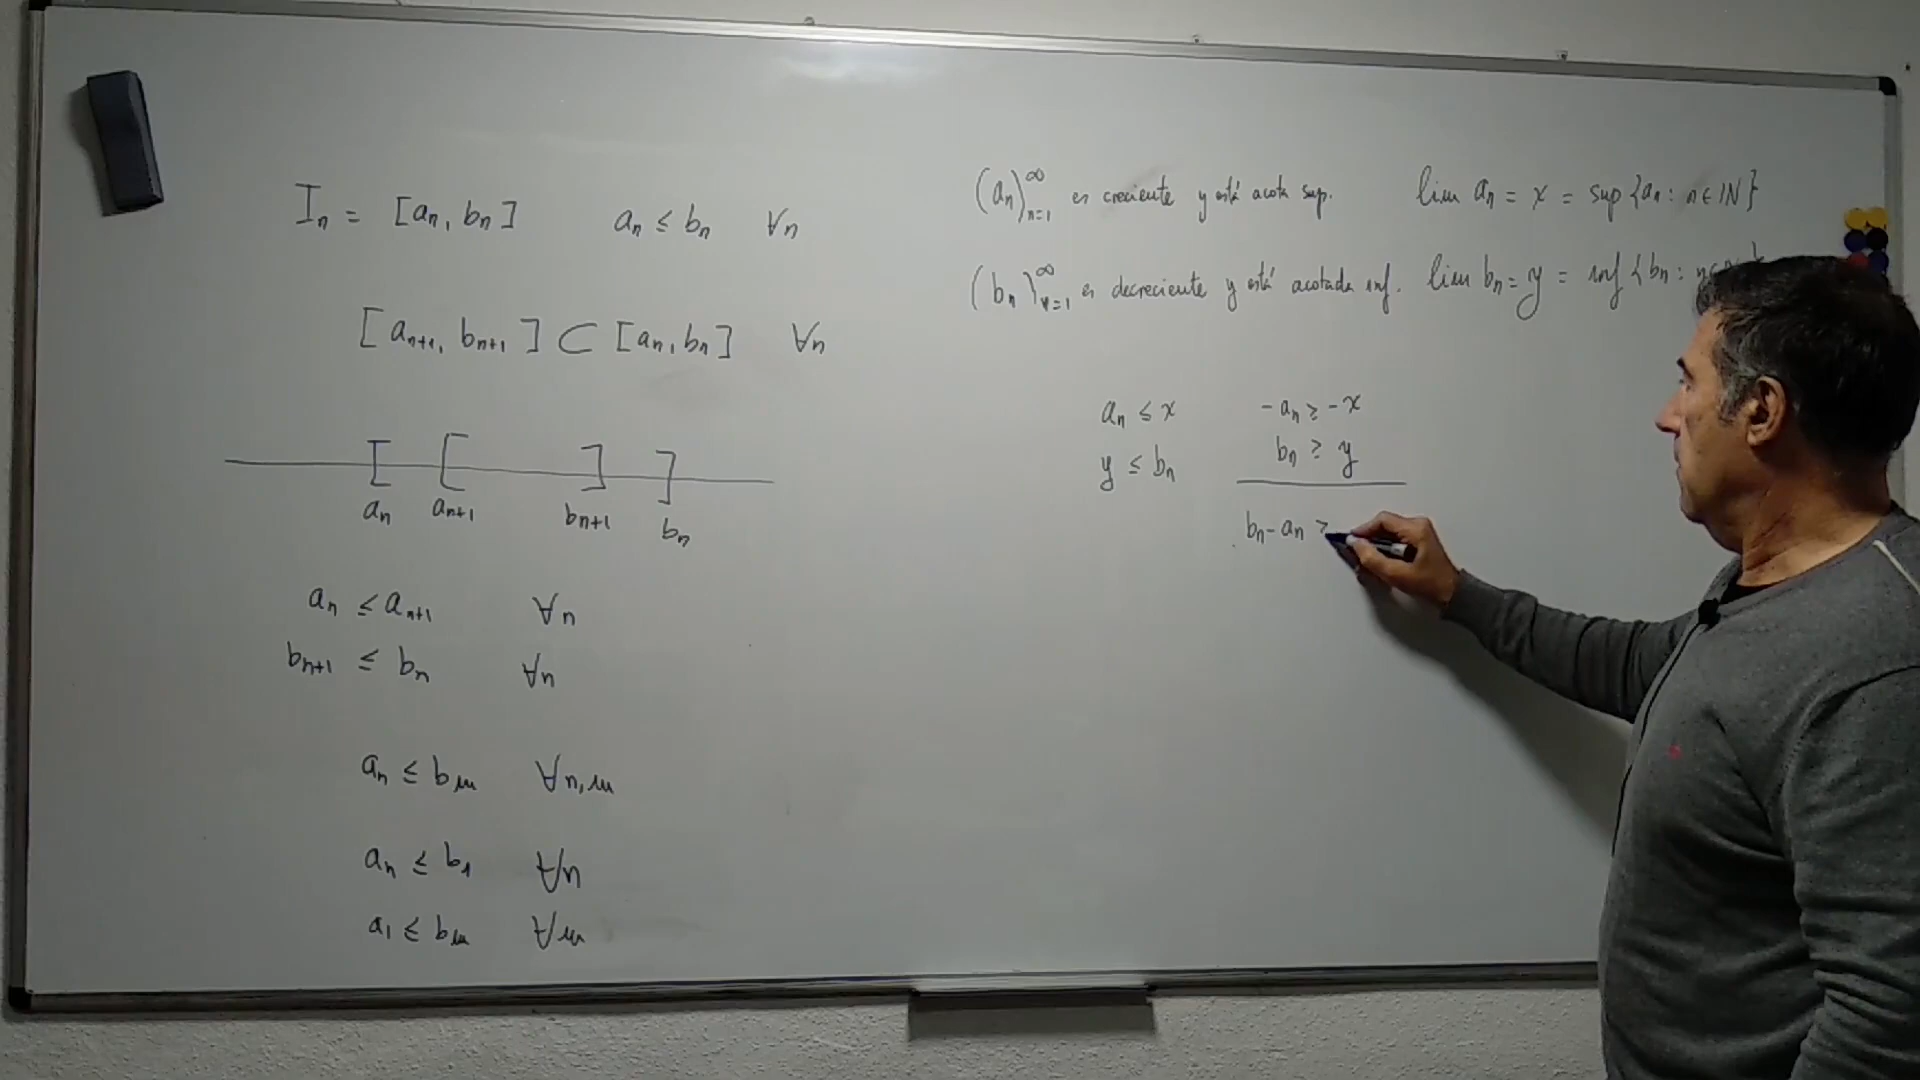 Iₙ = [aₙ, bₙ] aₙ ≤ bₙ ∀n
[aₙ₊₁, bₙ₊₁] ⊂ [aₙ, bₙ] ∀n
[ [ ] ]
aₙ aₙ₊₁ bₙ₊₁ bₙ
aₙ ≤ aₙ₊₁ ∀n
bₙ₊₁ ≤ bₙ ∀n
aₙ ≤ bₘ ∀n,m
aₙ ≤ b₁ ∀n
a₁ ≤ bₘ ∀m
(aₙ)ₙ₌₁^∞ es creciente y está acota sup. lim aₙ = x = sup {aₙ : n ∈ ℕ}
(bₙ)ₙ₌₁^∞ es decreciente y está acotada inf. lim bₙ = y = inf {bₙ :
aₙ ≤ x -aₙ ≥ -x
y ≤ bₙ bₙ ≥ y
bₙ - aₙ ≥